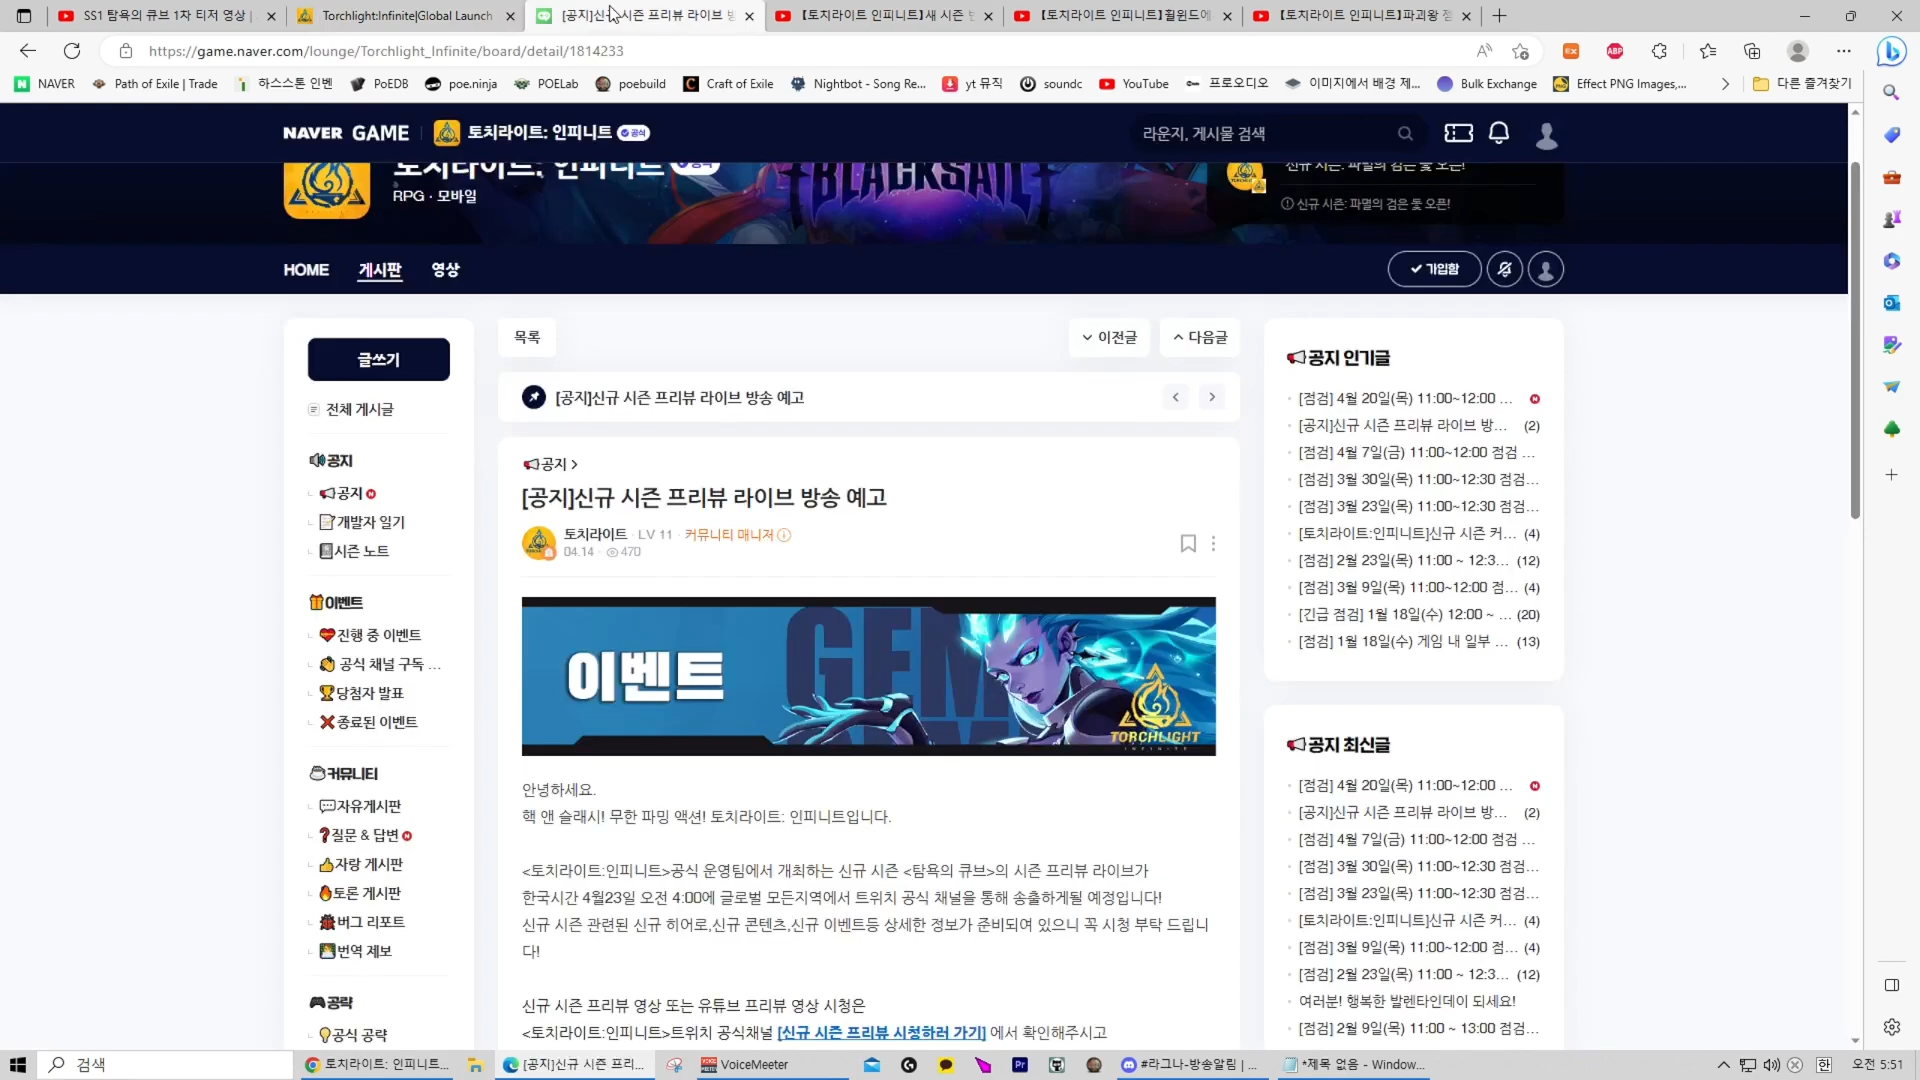 SS1 탐욕의 큐브 1차 티저 영상 |
Torchlight:Infinite|Global Launch
[공지]신규 시즌 프리뷰 라이브 방
【토치라이트 인피니트】새 시즌
【토치라이트 인피니트】휠윈드에
【토치라이트 인피니트】파괴왕
https://game.naver.com/lounge/Torchlight_Infinite/board/detail/1814233
NAVER
Path of Exile | Trade
하스스톤 인벤
PoEDB
poe.ninja
POELab
poebuild
Craft of Exile
Nightbot - Song Re...
yt 뮤직
soundc
YouTube
프로오디오
이미지에서 배경 제...
Bulk Exchange
Effect PNG Images,...
다른 즐겨찾기
NAVER GAME
토치라이트: 인피니트
공식
라운지, 게시물 검색
토치라이트: 인피니트
공식
RPG · 모바일
BLACKSAIL
신규 시즌: 파멸의 검은 돛 오픈!
신규 시즌: 파멸의 검은 돛 오픈!
HOME
게시판
영상
가입함
글쓰기
전체 게시글
공지
공지
개발자 일기
시즌 노트
이벤트
진행 중 이벤트
공식 채널 구독 ...
당첨자 발표
종료된 이벤트
커뮤니티
자유게시판
질문 & 답변
자랑 게시판
토론 게시판
버그 리포트
번역 제보
공략
공식 공략
목록
이전글
다음글
[공지]신규 시즌 프리뷰 라이브 방송 예고
공지 >
[공지]신규 시즌 프리뷰 라이브 방송 예고
토치라이트 · LV 11 · 커뮤니티 매니저
04.14 · 470
이벤트
GEM
TORCHLIGHT
INFINITE
안녕하세요.
핵 앤 슬래시! 무한 파밍 액션! 토치라이트: 인피니트입니다.
<토치라이트:인피니트>공식 운영팀에서 개최하는 신규 시즌 <탐욕의 큐브>의 시즌 프리뷰 라이브가
한국시간 4월23일 오전 4:00에 글로벌 모든지역에서 트위치 공식 채널을 통해 송출하게될 예정입니다!
신규 시즌 관련된 신규 히어로,신규 콘텐츠,신규 이벤트등 상세한 정보가 준비되여 있으니 꼭 시청 부탁 드립니
다!
신규 시즌 프리뷰 영상 또는 유튜브 프리뷰 영상 시청은
<토치라이트:인피니트>트위치 공식채널 [신규 시즌 프리뷰 시청하러 가기] 에서 확인해주시고
공지 인기글
[점검] 4월 20일(목) 11:00~12:00 ...
[공지]신규 시즌 프리뷰 라이브 방... (2)
[점검] 4월 7일(금) 11:00~12:00 점검 ...
[점검] 3월 30일(목) 11:00~12:30 점검...
[점검] 3월 23일(목) 11:00~12:30 점검...
[토치라이트:인피니트]신규 시즌 커... (4)
[점검] 2월 23일(목) 11:00 ~ 12:3... (12)
[점검] 3월 9일(목) 11:00~12:00 점... (4)
[긴급 점검] 1월 18일(수) 12:00 ~ ... (20)
[점검] 1월 18일(수) 게임 내 일부 ... (13)
공지 최신글
[점검] 4월 20일(목) 11:00~12:00 ...
[공지]신규 시즌 프리뷰 라이브 방... (2)
[점검] 4월 7일(금) 11:00~12:00 점검 ...
[점검] 3월 30일(목) 11:00~12:30 점검...
[점검] 3월 23일(목) 11:00~12:30 점검...
[토치라이트:인피니트]신규 시즌 커... (4)
[점검] 3월 9일(목) 11:00~12:00 점... (4)
[점검] 2월 23일(목) 11:00 ~ 12:3... (12)
여러분! 행복한 발렌타인데이 되세요!
[점검] 2월 9일(목) 11:00 ~ 13:00 점검...
검색
토치라이트: 인피니트...
[공지]신규 시즌 프리...
VoiceMeeter
#라그나-방송알림 | ...
*제목 없음 - Window...
한
오전 5:51